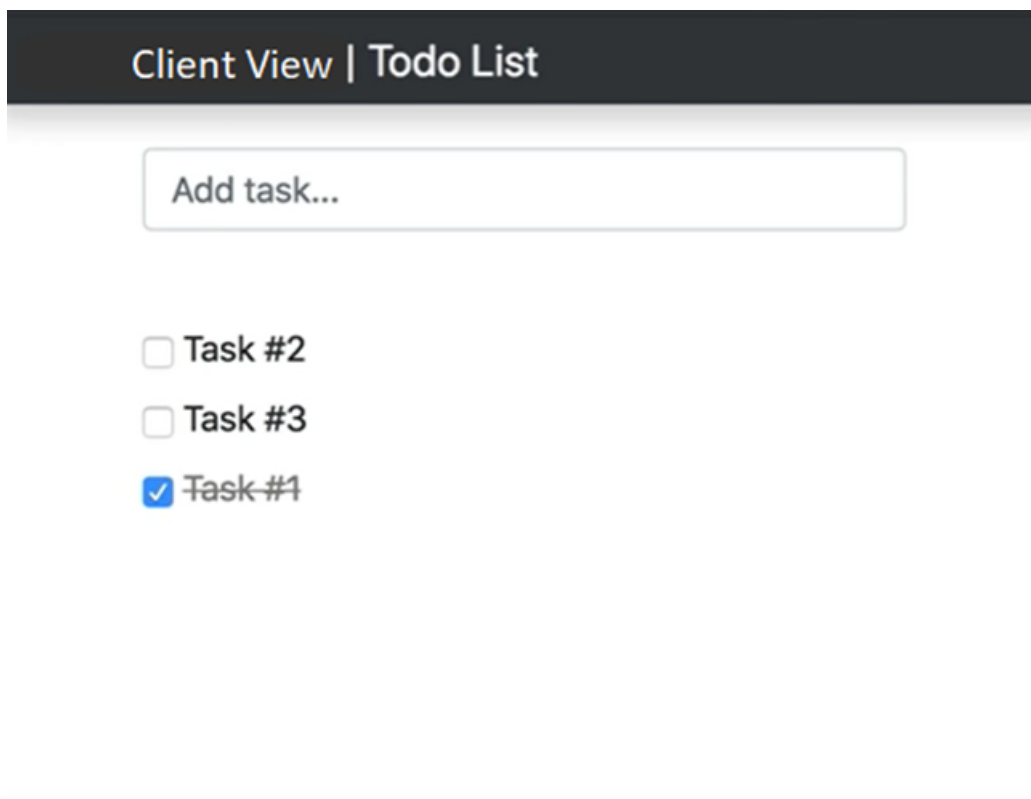 Client View | Todo List
Add task...
Task #2
Task #3
Task #1